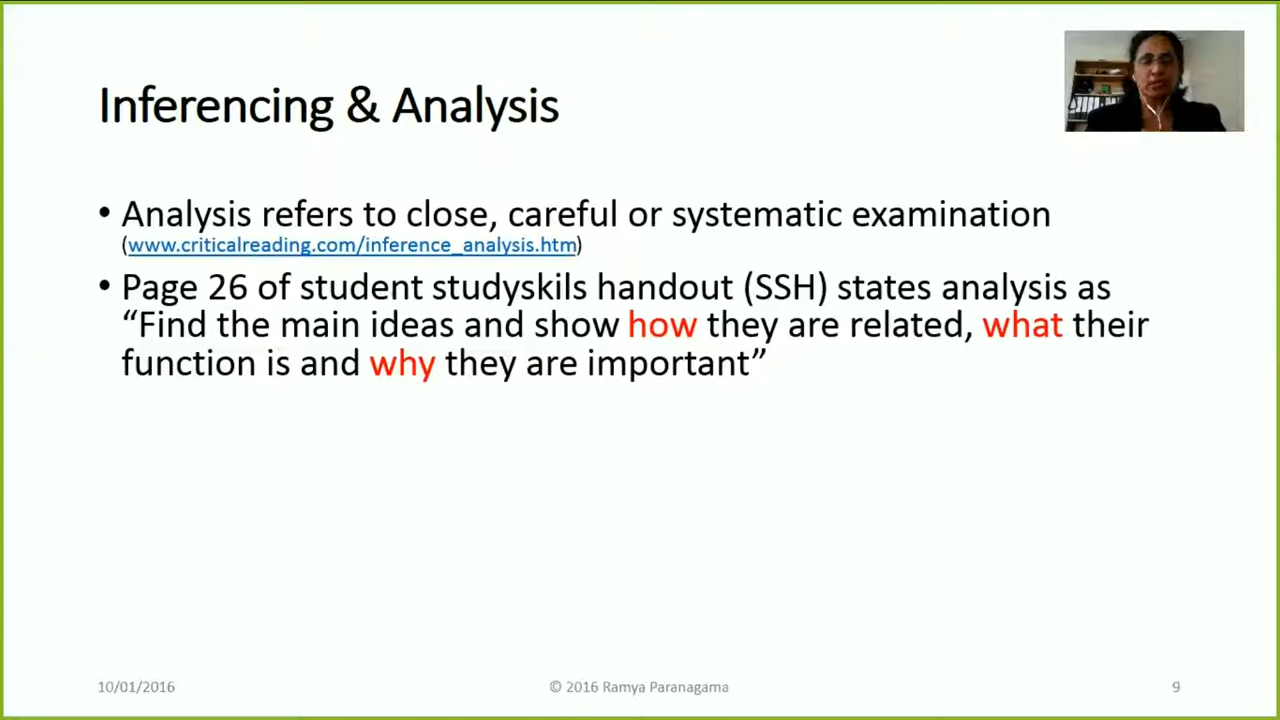 Inferencing & Analysis
• Analysis refers to close, careful or systematic examination
(www.criticalreading.com/inference_analysis.htm)
• Page 26 of student studyskils handout (SSH) states analysis as
“Find the main ideas and show how they are related, what their
function is and why they are important”
10/01/2016
© 2016 Ramya Paranagama
9